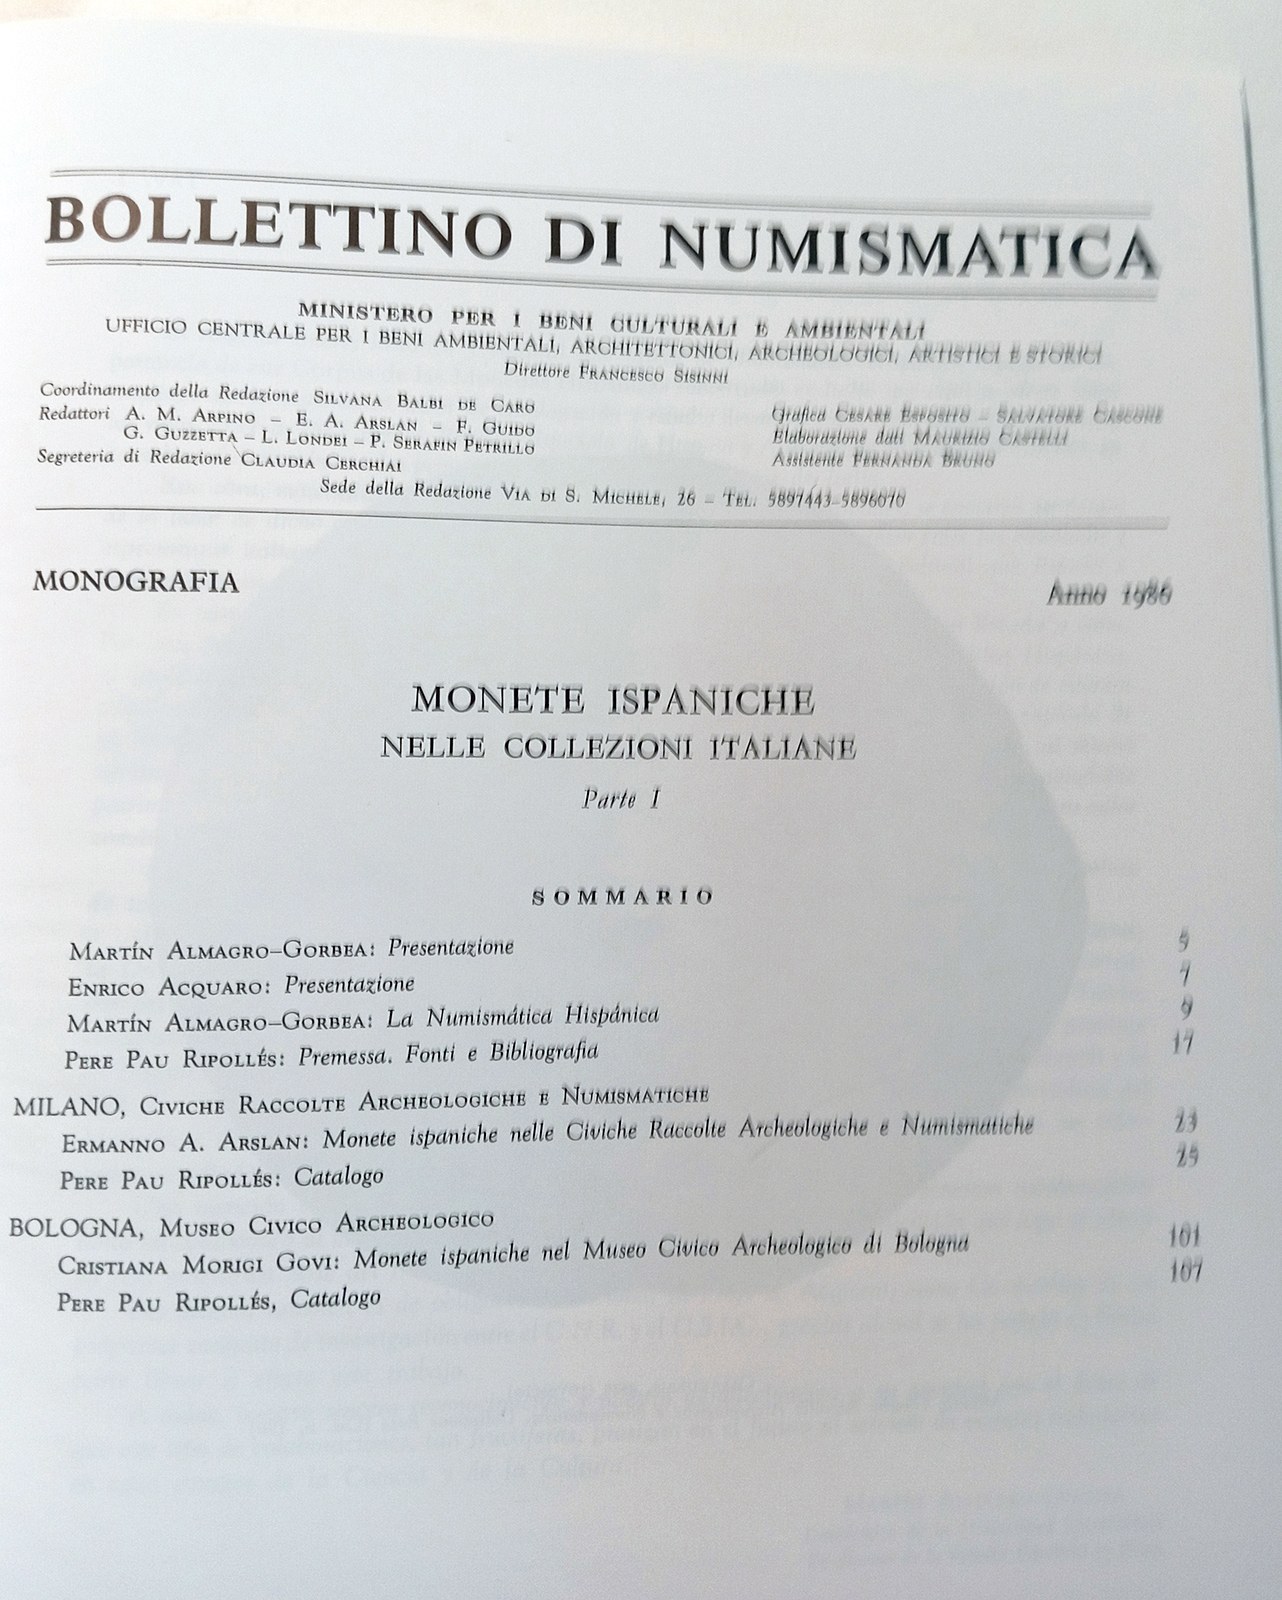 BOLLETTINO DI NUMISMATICA
MINISTERO PER I BENI CULTURALI E AMBIENTALI
UFFICIO CENTRALE PER I BENI AMBIENTALI, ARCHITETTONICI, ARCHEOLOGICI, ARTISTICI E STORICI
Direttore FRANCESCO SISINNI
Coordinamento della Redazione SILVANA BALBI DE CARO
Redattori A. M. ARPINO – E. A. ARSLAN – F. GUIDO
G. GUZZETTA – L. LONDEI – P. SERAFIN PETRILLO
Segreteria di Redazione CLAUDIA CERCHIAI
Grafica CESARE ESPOSITO – SALVATORE CASCONE
Elaborazione dati MAURIZIO CASTELLI
Assistente FERNANDA BRUNO
Sede della Redazione VIA DI S. MICHELE, 26 – TEL. 5897443-5896070
MONOGRAFIA Anno 1986
MONETE ISPANICHE
NELLE COLLEZIONI ITALIANE
Parte I
SOMMARIO
MARTÍN ALMAGRO–GORBEA: Presentazione 5
ENRICO ACQUARO: Presentazione 7
MARTÍN ALMAGRO–GORBEA: La Numismática Hispánica 9
PERE PAU RIPOLLÉS: Premessa. Fonti e Bibliografia 17
MILANO, CIVICHE RACCOLTE ARCHEOLOGICHE E NUMISMATICHE
ERMANNO A. ARSLAN: Monete ispaniche nelle Civiche Raccolte Archeologiche e Numismatiche 23
PERE PAU RIPOLLÉS: Catalogo 25
BOLOGNA, MUSEO CIVICO ARCHEOLOGICO
CRISTIANA MORIGI GOVI: Monete ispaniche nel Museo Civico Archeologico di Bologna 101
PERE PAU RIPOLLÉS, Catalogo 107